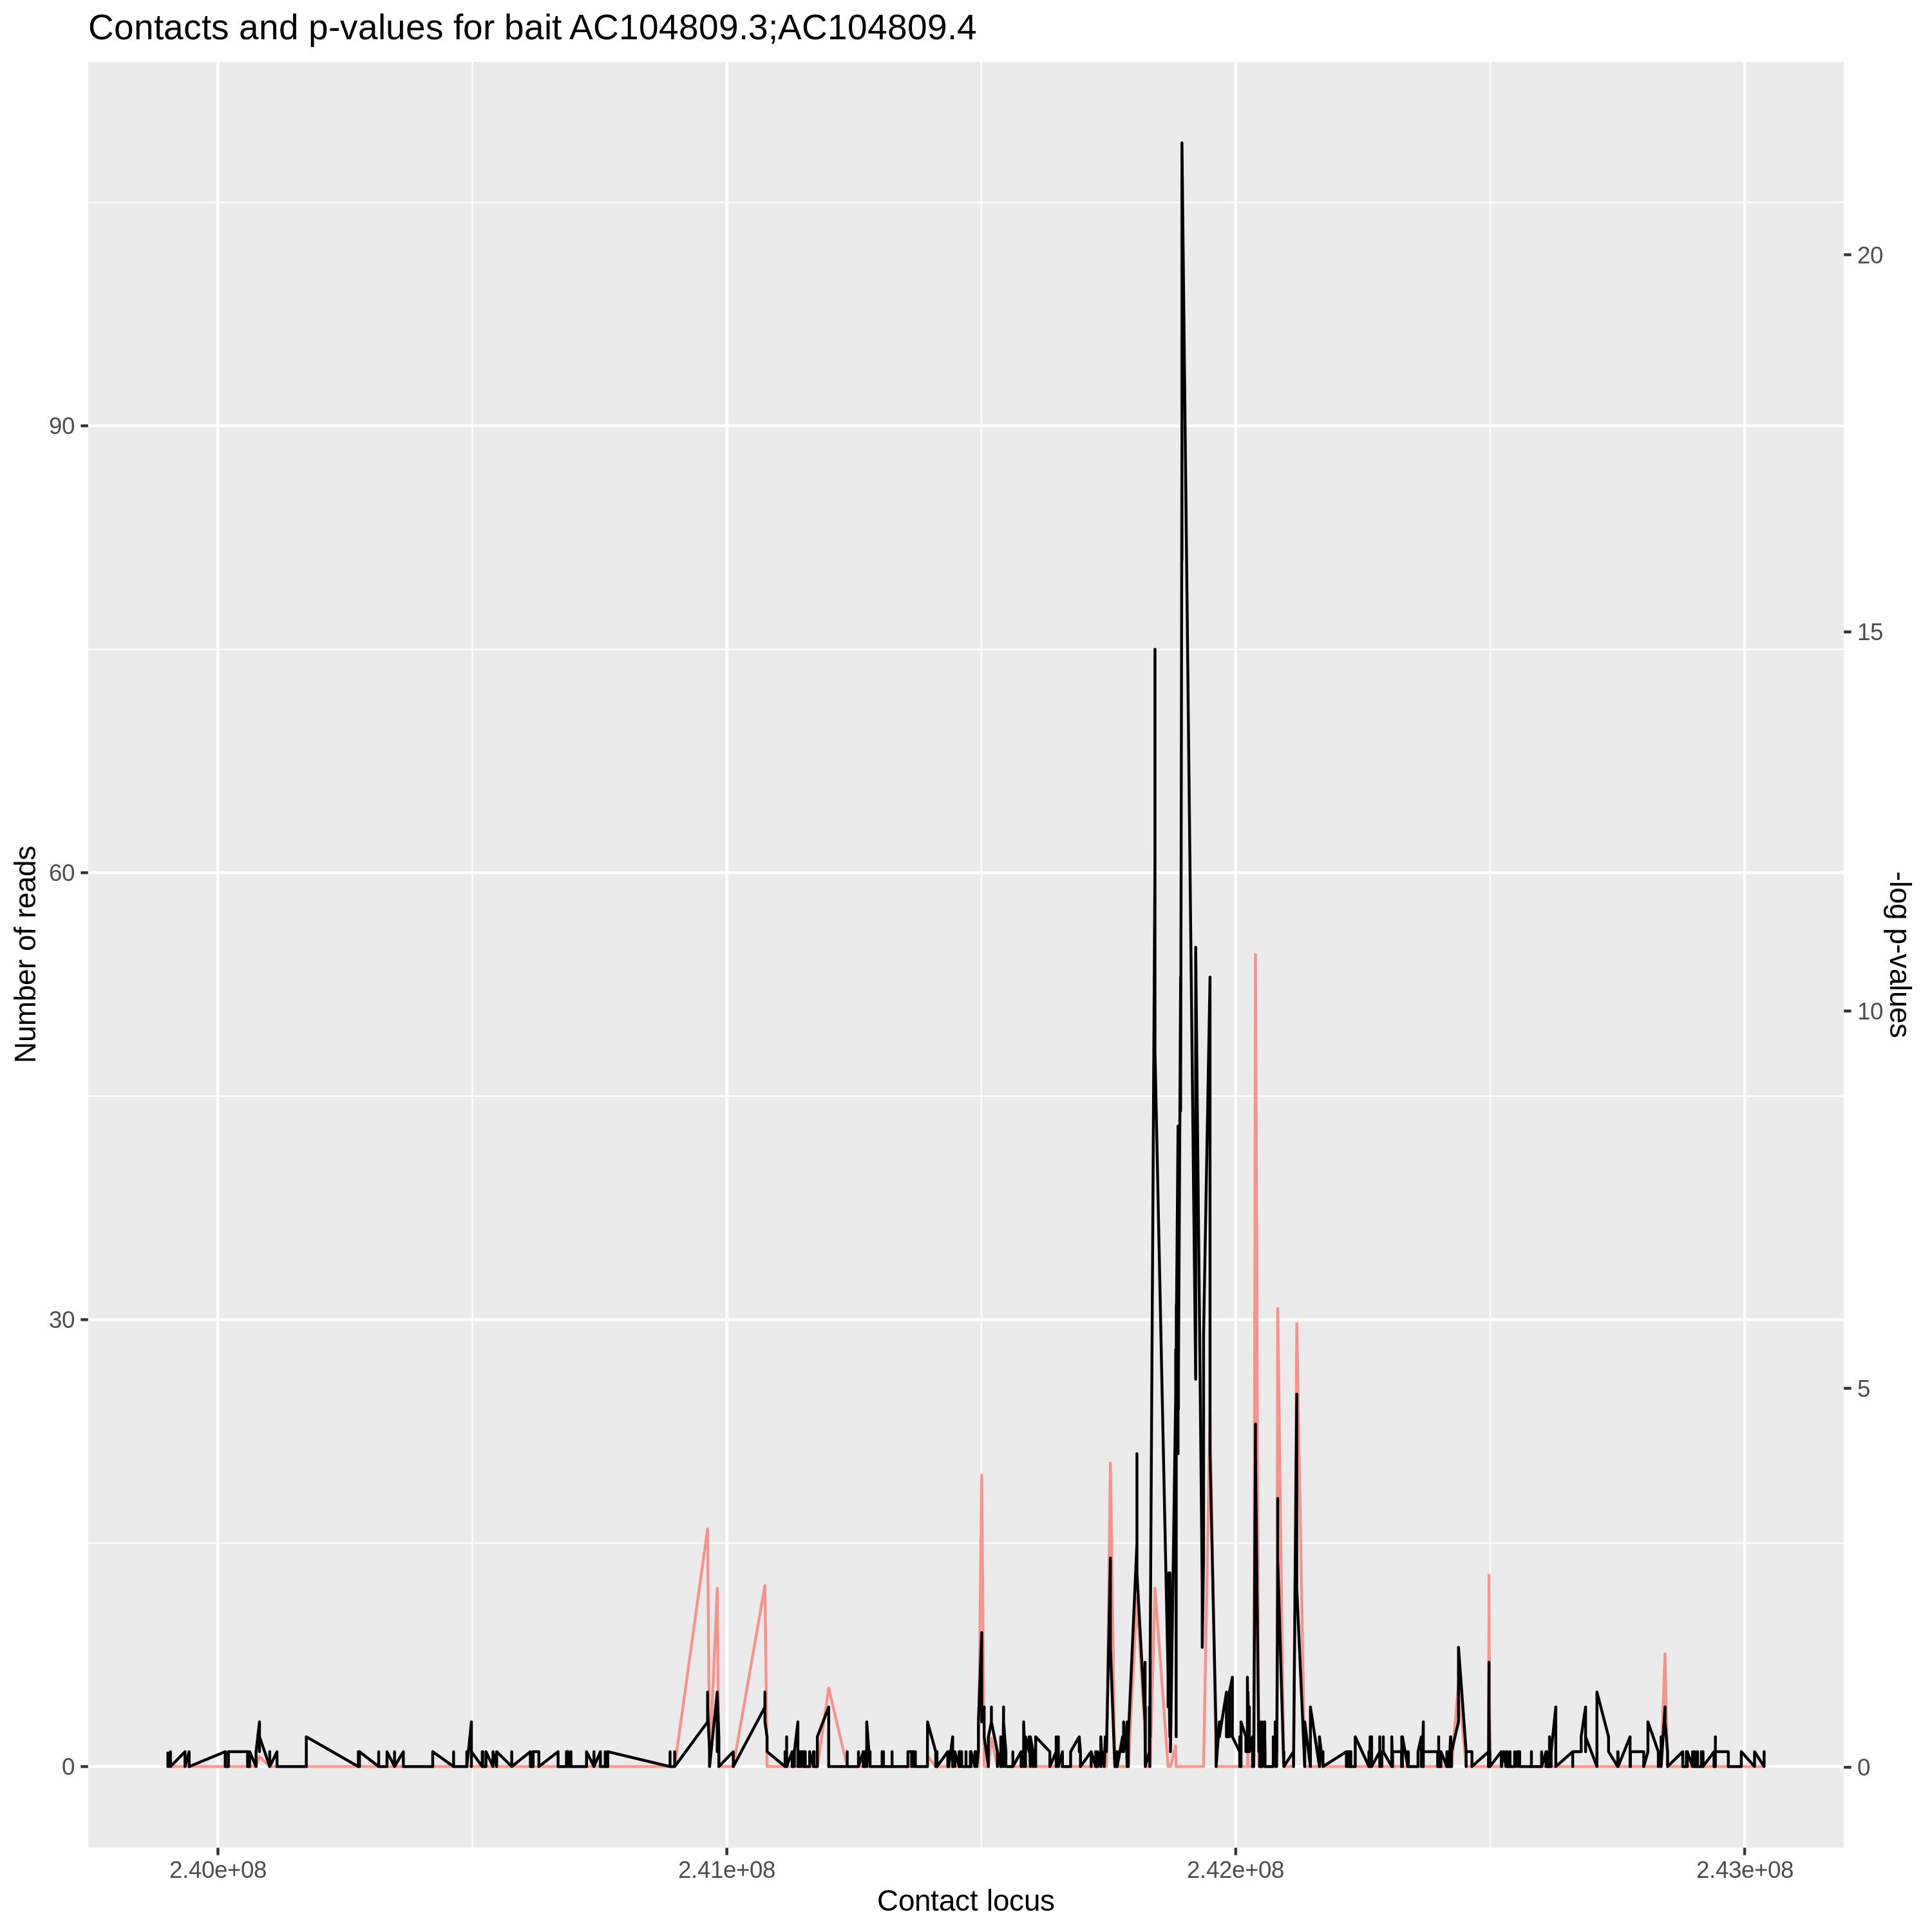 Contacts and p-values for bait AC104809.3;AC104809.4
Number of reads
90
60
30
0
20
15
10
5
0
-log p-values
2.40e+08
2.41e+08
2.42e+08
2.43e+08
Contact locus